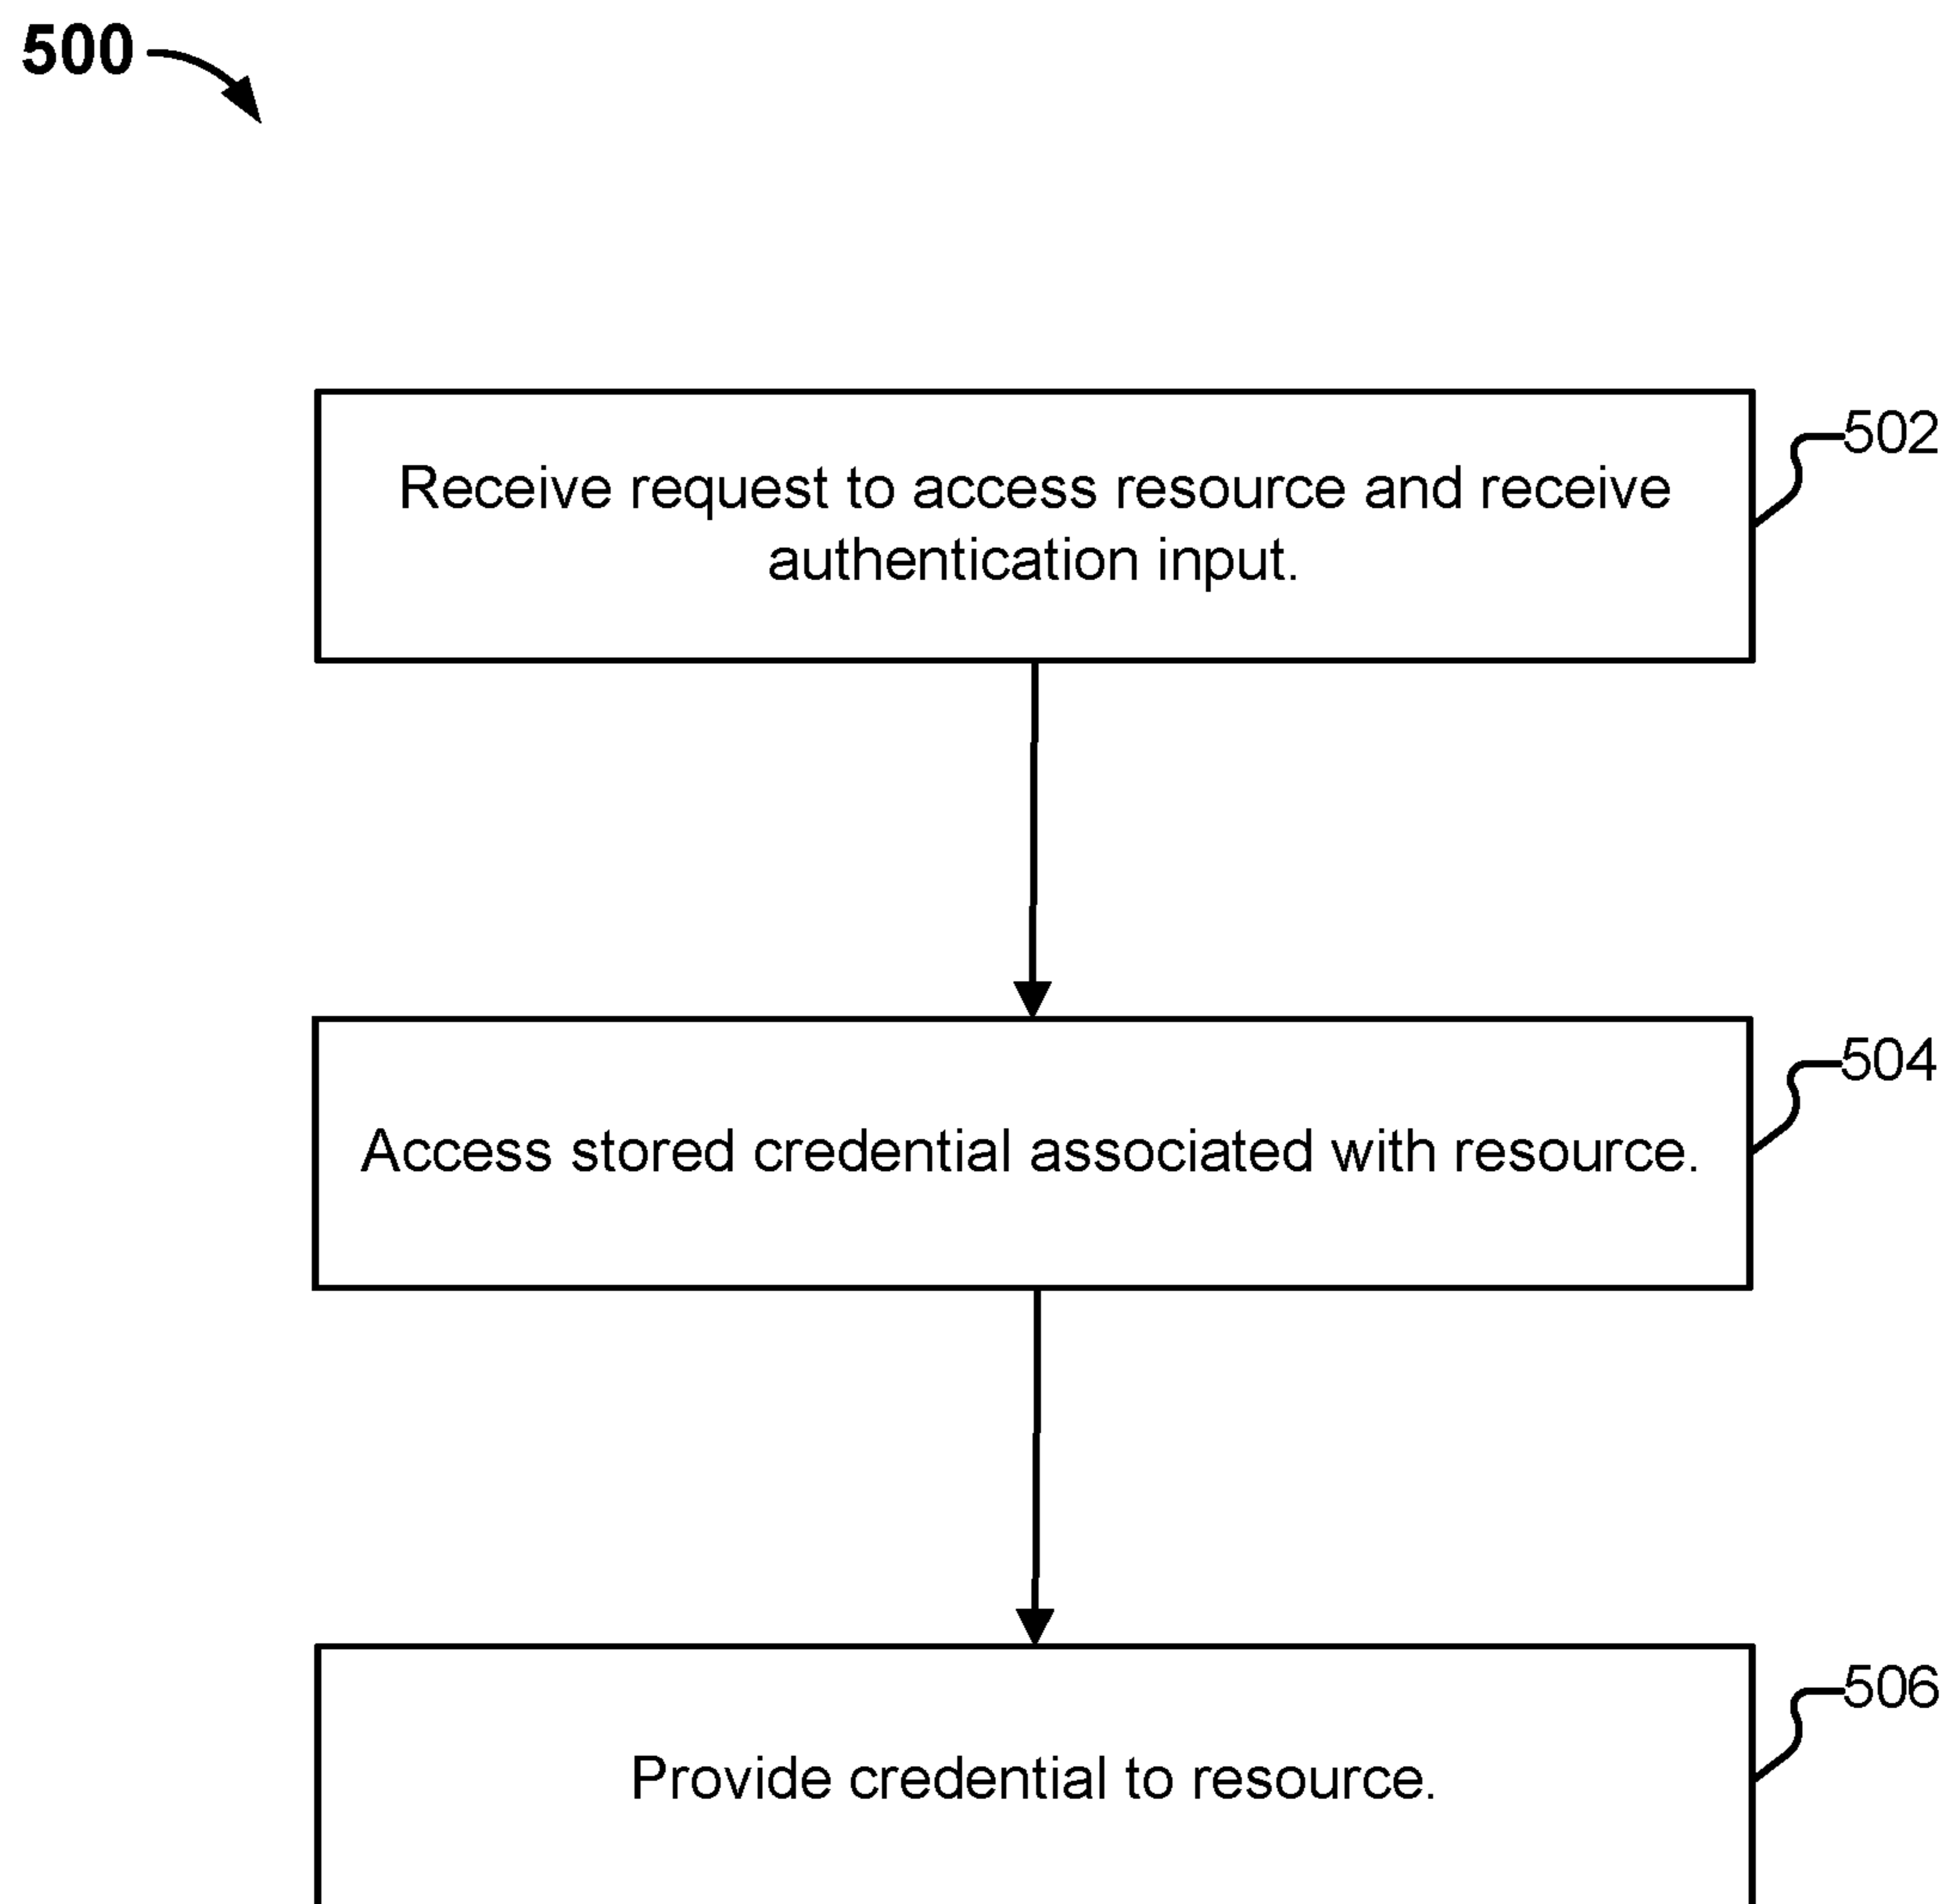 500
502
Receive request to access resource and receive
authentication input.
504
Access stored credential associated with resource.
506
Provide credential to resource.